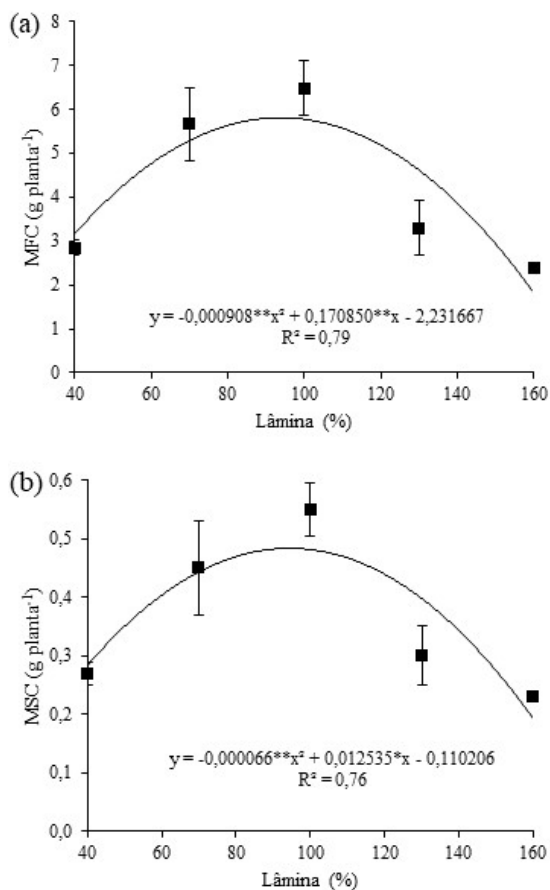 (a)
8
7
6
5
4
3
2
1
0
MFC (g planta⁻¹)
y = -0,000908**x² + 0,170850**x - 2,231667
R² = 0,79
40 60 80 100 120 140 160
Lâmina (%)
(b)
0,6
0,5
0,4
0,3
0,2
0,1
0,0
MSC (g planta⁻¹)
y = -0,000066**x² + 0,012535*x - 0,110206
R² = 0,76
40 60 80 100 120 140 160
Lâmina (%)